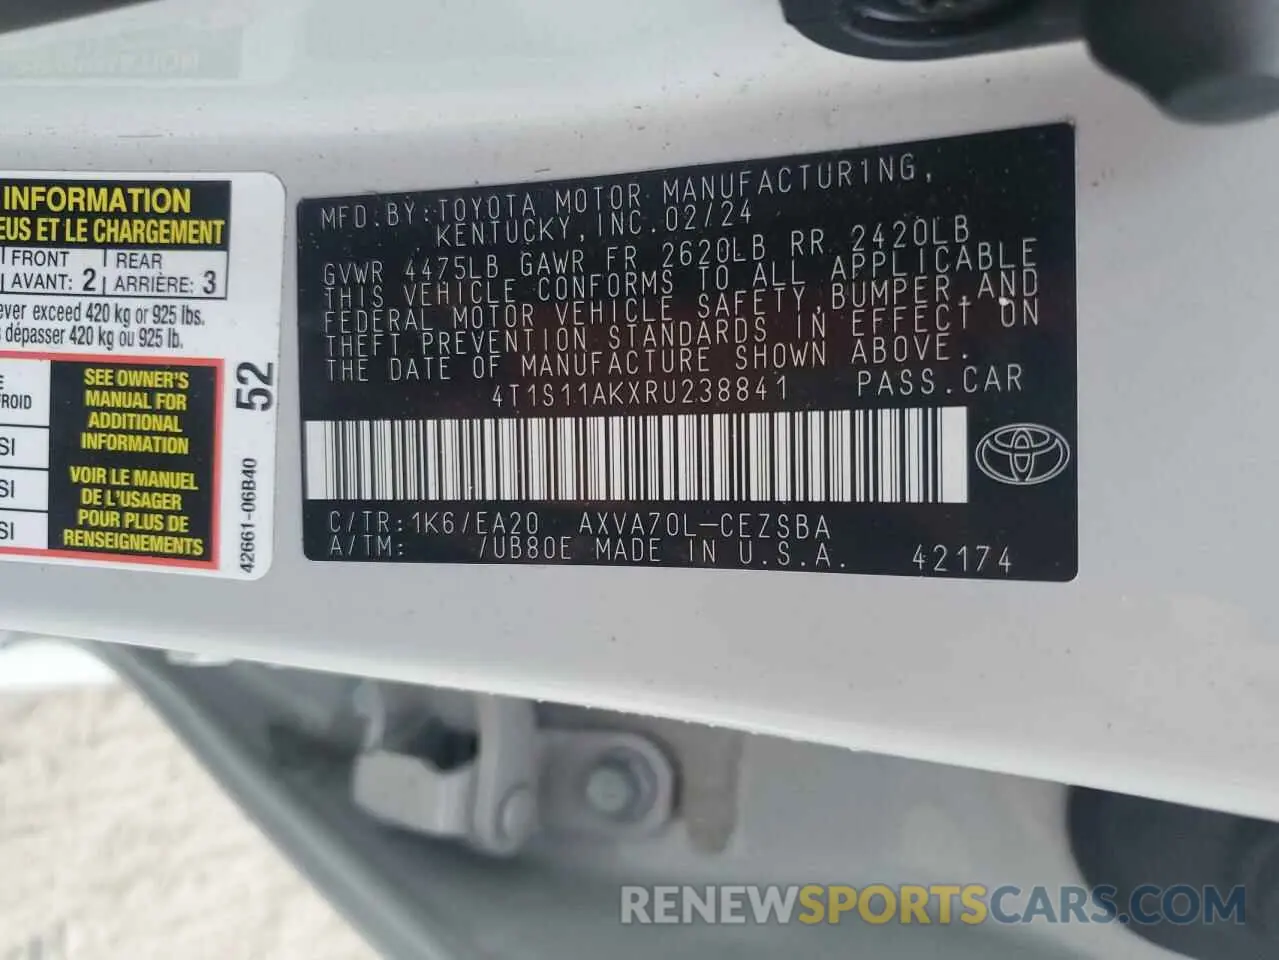 INFORMATION
EUS ET LE CHARGEMENT
FRONT | REAR
AVANT: 2 | ARRIÈRE: 3
ever exceed 420 kg or 925 lbs.
dépasser 420 kg ou 925 lb.
SEE OWNER'S
MANUAL FOR
ADDITIONAL
INFORMATION
VOIR LE MANUEL
DE L'USAGER
POUR PLUS DE
RENSEIGNEMENTS
E
ROID
SI
SI
SI
52
42661-06B40
MFD.BY:TOYOTA MOTOR MANUFACTURING,
KENTUCKY, INC.02/24
GVWR 4475LB GAWR FR 2620LB RR 2420LB
THIS VEHICLE CONFORMS TO ALL APPLICABLE
FEDERAL MOTOR VEHICLE SAFETY,BUMPER,AND
THEFT PREVENTION STANDARDS IN EFFECT ON
THE DATE OF MANUFACTURE SHOWN ABOVE.
4T1S11AKXRU238841 PASS.CAR
C/TR:1K6/EA20 AXVA70L-CEZSBA
A/TM: /UB80E MADE IN U.S.A. 42174
RENEWSPORTSCARS.COM